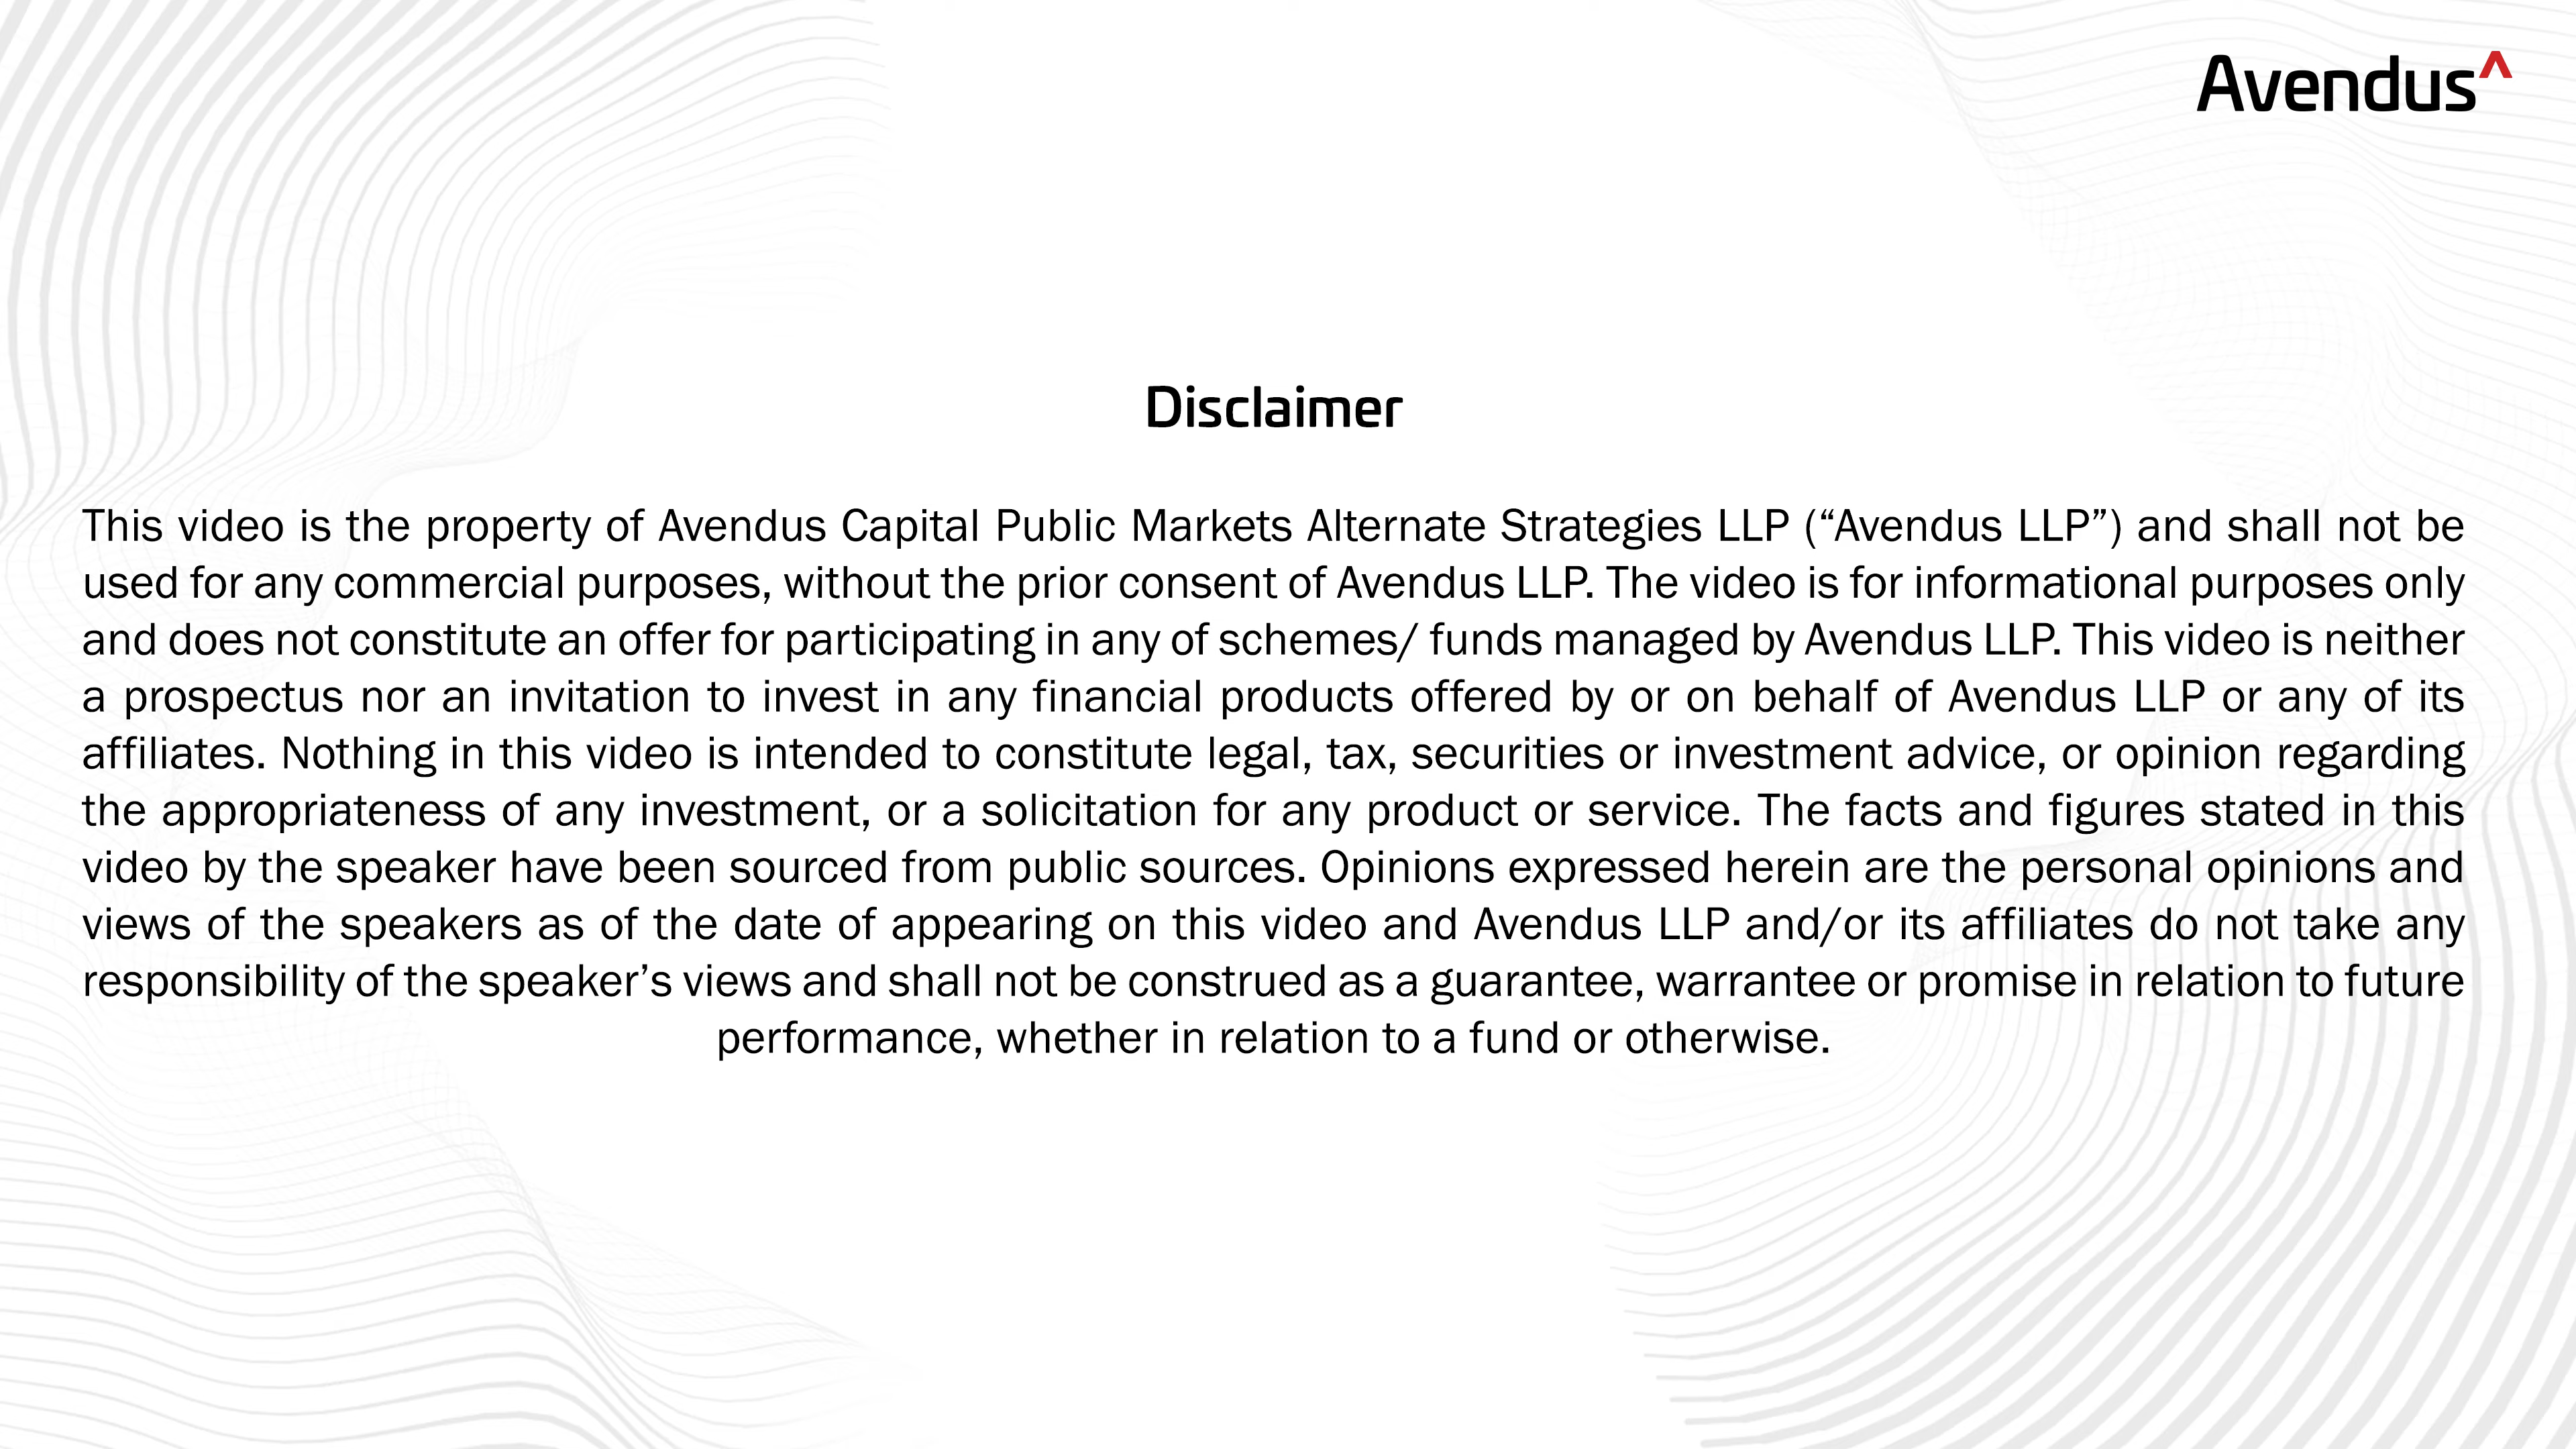 Avendus^
Disclaimer
This video is the property of Avendus Capital Public Markets Alternate Strategies LLP (“Avendus LLP”) and shall not be
used for any commercial purposes, without the prior consent of Avendus LLP. The video is for informational purposes only
and does not constitute an offer for participating in any of schemes/ funds managed by Avendus LLP. This video is neither
a prospectus nor an invitation to invest in any financial products offered by or on behalf of Avendus LLP or any of its
affiliates. Nothing in this video is intended to constitute legal, tax, securities or investment advice, or opinion regarding
the appropriateness of any investment, or a solicitation for any product or service. The facts and figures stated in this
video by the speaker have been sourced from public sources. Opinions expressed herein are the personal opinions and
views of the speakers as of the date of appearing on this video and Avendus LLP and/or its affiliates do not take any
responsibility of the speaker’s views and shall not be construed as a guarantee, warrantee or promise in relation to future
performance, whether in relation to a fund or otherwise.